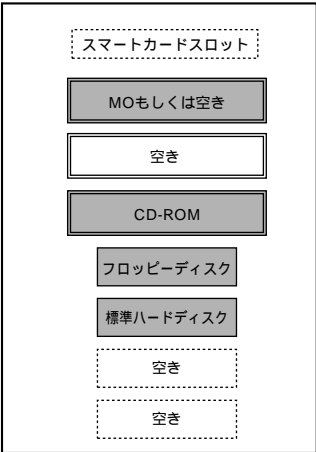 スマートカードスロット
MOもしくは空き
空き
CD-ROM
フロッピーディスク
標準ハードディスク
空き
空き